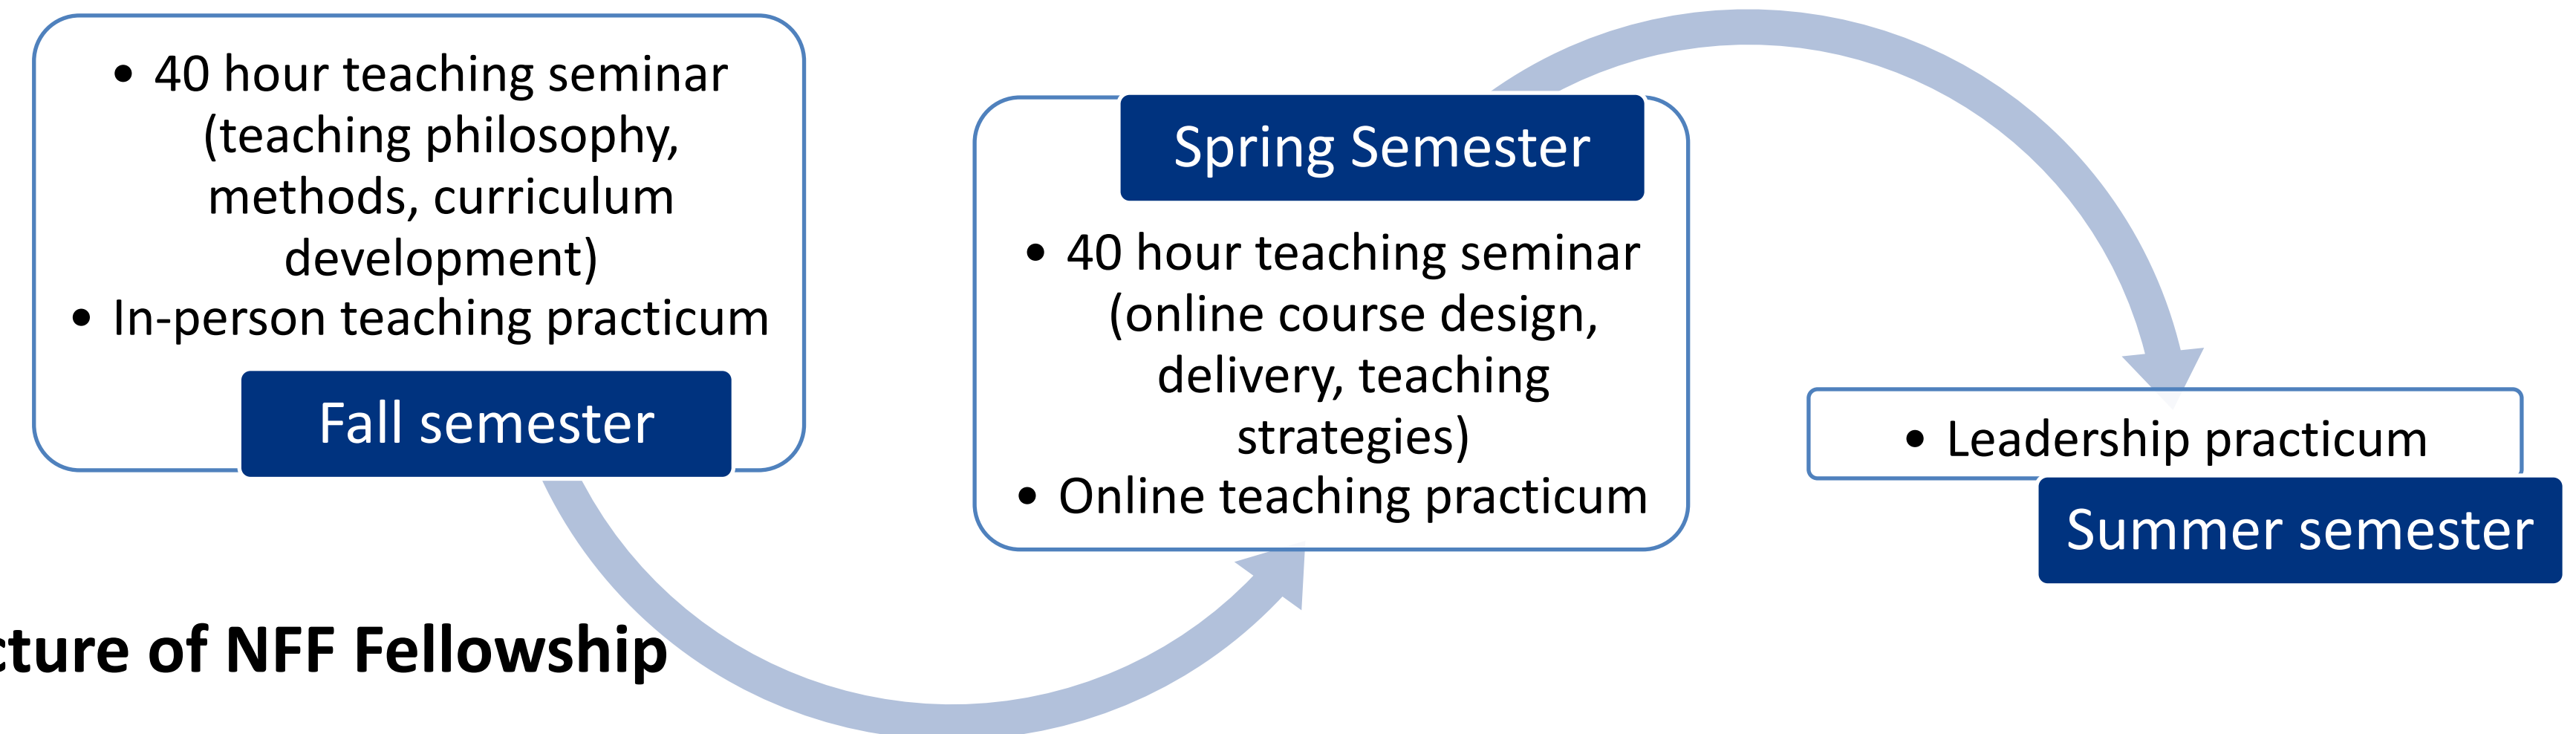 • 40 hour teaching seminar
(teaching philosophy,
methods, curriculum
development)
• In-person teaching practicum
Fall semester
Spring Semester
• 40 hour teaching seminar
(online course design,
delivery, teaching
strategies)
• Online teaching practicum
• Leadership practicum
Summer semester
cture of NFF Fellowship